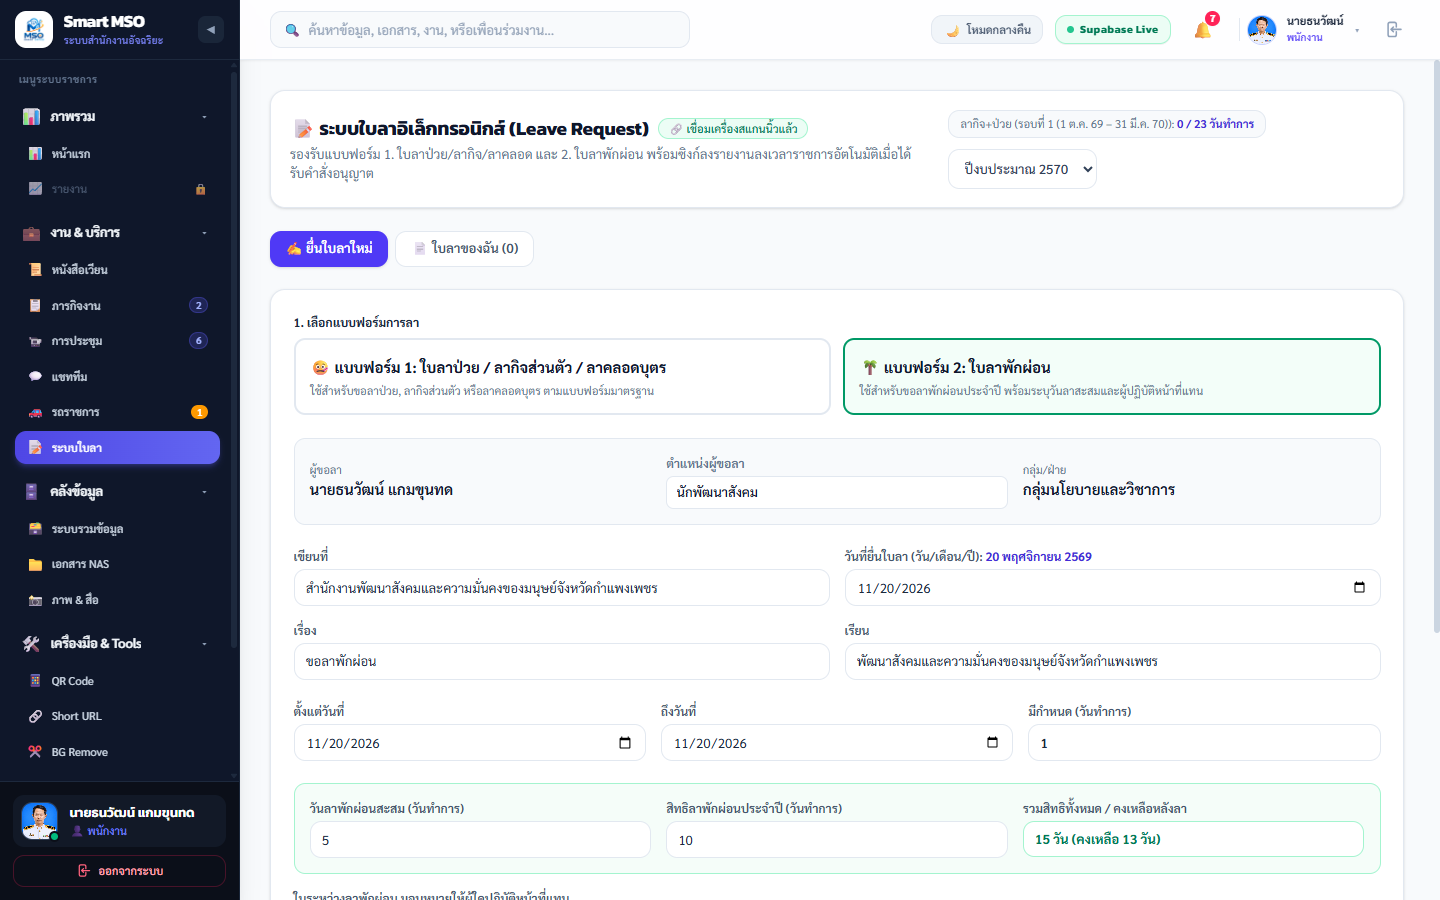 Smart MSO
ระบบสำนักงานอัจฉริยะ
ค้นหาข้อมูล, เอกสาร, งาน, หรือเพื่อนร่วมงาน...
โหมดกลางคืน
Supabase Live
7
นายธนวัฒน์
พนักงาน
เมนูระบบราชการ
ภาพรวม
หน้าแรก
รายงาน
งาน & บริการ
หนังสือเวียน
ภารกิจงาน
2
การประชุม
6
แชททีม
รถราชการ
1
ระบบใบลา
คลังข้อมูล
ระบบรวมข้อมูล
เอกสาร NAS
ภาพ & สื่อ
เครื่องมือ & Tools
QR Code
Short URL
BG Remove
นายธนวัฒน์ แกมขุนทด
พนักงาน
ออกจากระบบ
ระบบใบลาอิเล็กทรอนิกส์ (Leave Request)
เชื่อมเครื่องสแกนนิ้วแล้ว
รองรับแบบฟอร์ม 1. ใบลาป่วย/ลากิจ/ลาคลอด และ 2. ใบลาพักผ่อน พร้อมซิงก์ลงรายงานลงเวลาราชการอัตโนมัติเมื่อได้
รับคำสั่งอนุญาต
ลากิจ+ป่วย (รอบที่ 1 (1 ต.ค. 69 – 31 มี.ค. 70)): 0 / 23 วันทำการ
ปีงบประมาณ 2570
ยื่นใบลาใหม่
ใบลาของฉัน (0)
1. เลือกแบบฟอร์มการลา
แบบฟอร์ม 1: ใบลาป่วย / ลากิจส่วนตัว / ลาคลอดบุตร
ใช้สำหรับขอลาป่วย, ลากิจส่วนตัว หรือลาคลอดบุตร ตามแบบฟอร์มมาตรฐาน
แบบฟอร์ม 2: ใบลาพักผ่อน
ใช้สำหรับขอลาพักผ่อนประจำปี พร้อมระบุวันลาสะสมและผู้ปฏิบัติหน้าที่แทน
ผู้ขอลา
นายธนวัฒน์ แกมขุนทด
ตำแหน่งผู้ขอลา
นักพัฒนาสังคม
กลุ่ม/ฝ่าย
กลุ่มนโยบายและวิชาการ
เขียนที่
สำนักงานพัฒนาสังคมและความมั่นคงของมนุษย์จังหวัดกำแพงเพชร
วันที่ยื่นใบลา (วัน/เดือน/ปี): 20 พฤศจิกายน 2569
11/20/2026
เรื่อง
ขอลาพักผ่อน
เรียน
พัฒนาสังคมและความมั่นคงของมนุษย์จังหวัดกำแพงเพชร
ตั้งแต่วันที่
11/20/2026
ถึงวันที่
11/20/2026
มีกำหนด (วันทำการ)
1
วันลาพักผ่อนสะสม (วันทำการ)
5
สิทธิลาพักผ่อนประจำปี (วันทำการ)
10
รวมสิทธิทั้งหมด / คงเหลือหลังลา
15 วัน (คงเหลือ 13 วัน)
ในระหว่างลาพักผ่อน มอบหมายให้ผู้ใดปฏิบัติหน้าที่แทน